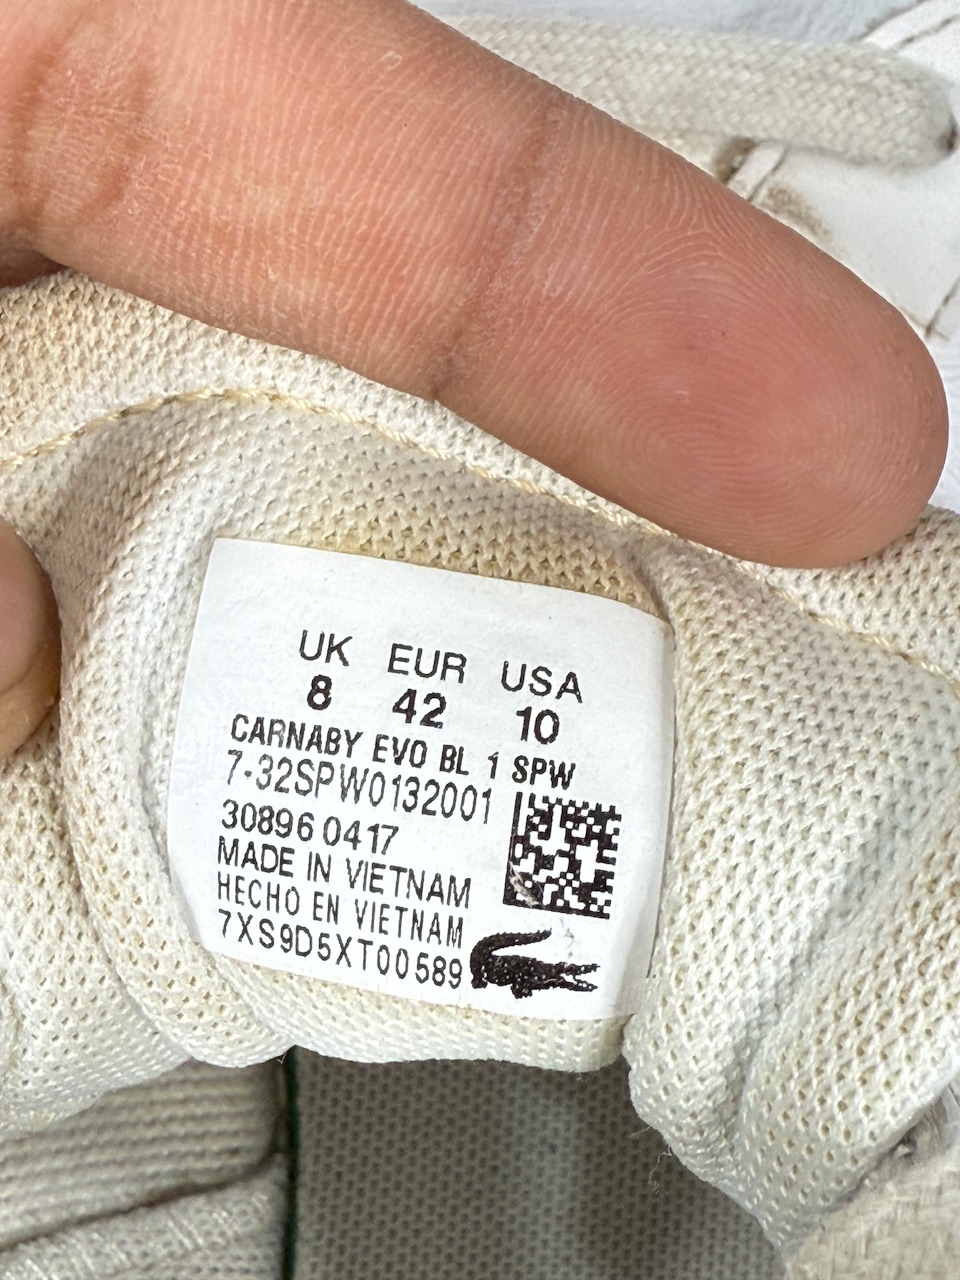 UK EUR USA
8 42 10
CARNABY EVO BL 1 SPW
7-32SPW0132001
30896 0417
MADE IN VIETNAM
HECHO EN VIETNAM
7XS9D5XT00589